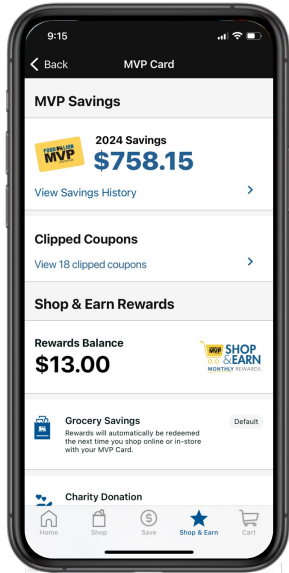 9:15
Back
MVP Card
MVP Savings
FOOD LION
MVP
2024 Savings
$758.15
View Savings History
Clipped Coupons
View 18 clipped coupons
Shop & Earn Rewards
Rewards Balance
$13.00
MVP SHOP
&EARN
MONTHLY REWARDS
Grocery Savings
Default
Rewards will automatically be redeemed
the next time you shop online or in-store
with your MVP Card.
Charity Donation
Home
Shop
Save
Shop & Earn
Cart